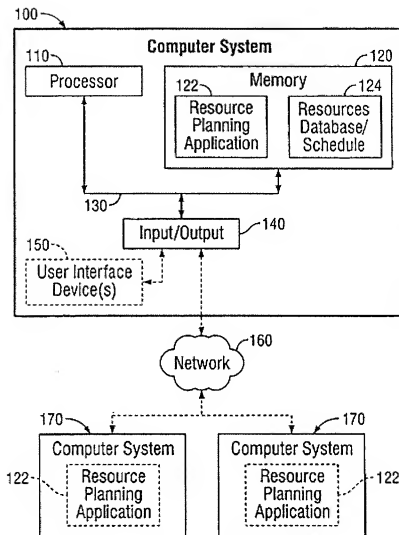 100
Computer System
110
Processor
120
Memory
122
Resource
Planning
Application
124
Resources
Database/
Schedule
130
Input/Output
140
150
User Interface
Device(s)
160
Network
170
Computer System
122
Resource
Planning
Application
170
Computer System
Resource
Planning
Application
122